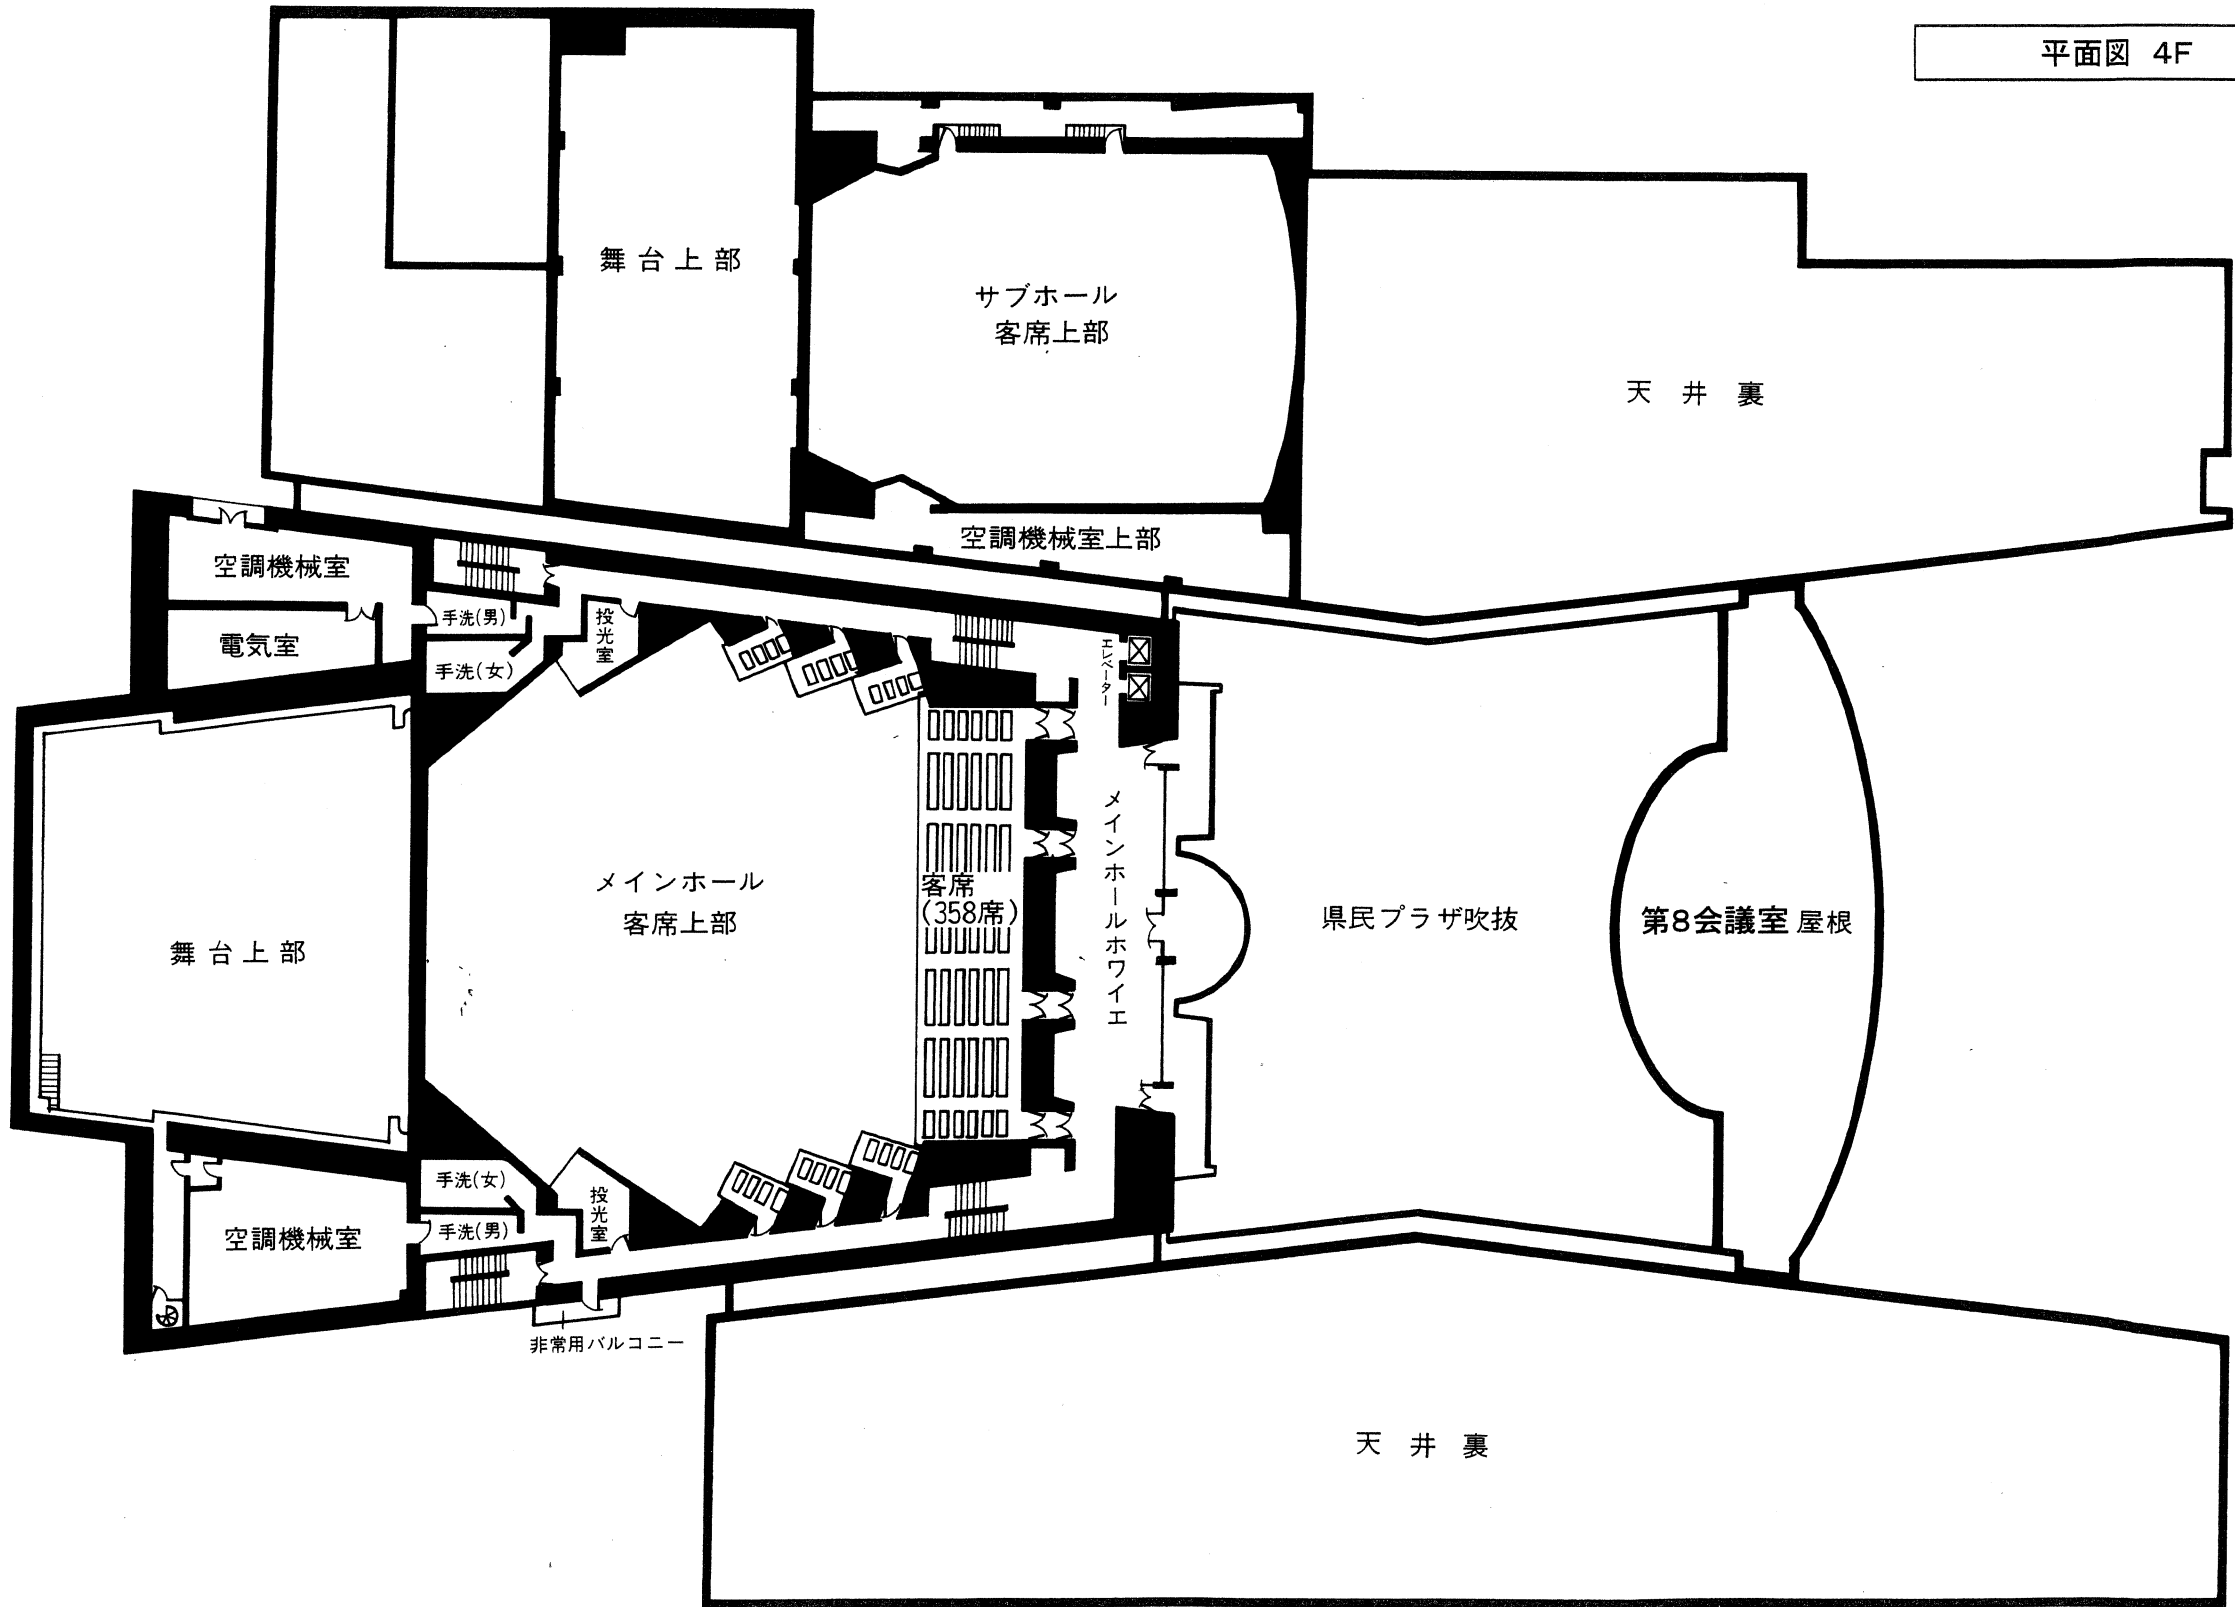 平面図 4F
舞台上部
サブホール
客席上部
天井裏
空調機械室上部
空調機械室
手洗(男)
投光室
電気室
手洗(女)
エレベーター
メインホールホワイエ
メインホール
客席上部
客席
(358席)
県民プラザ吹抜
第8会議室 屋根
舞台上部
手洗(女)
投光室
手洗(男)
空調機械室
非常用バルコニー
天井裏